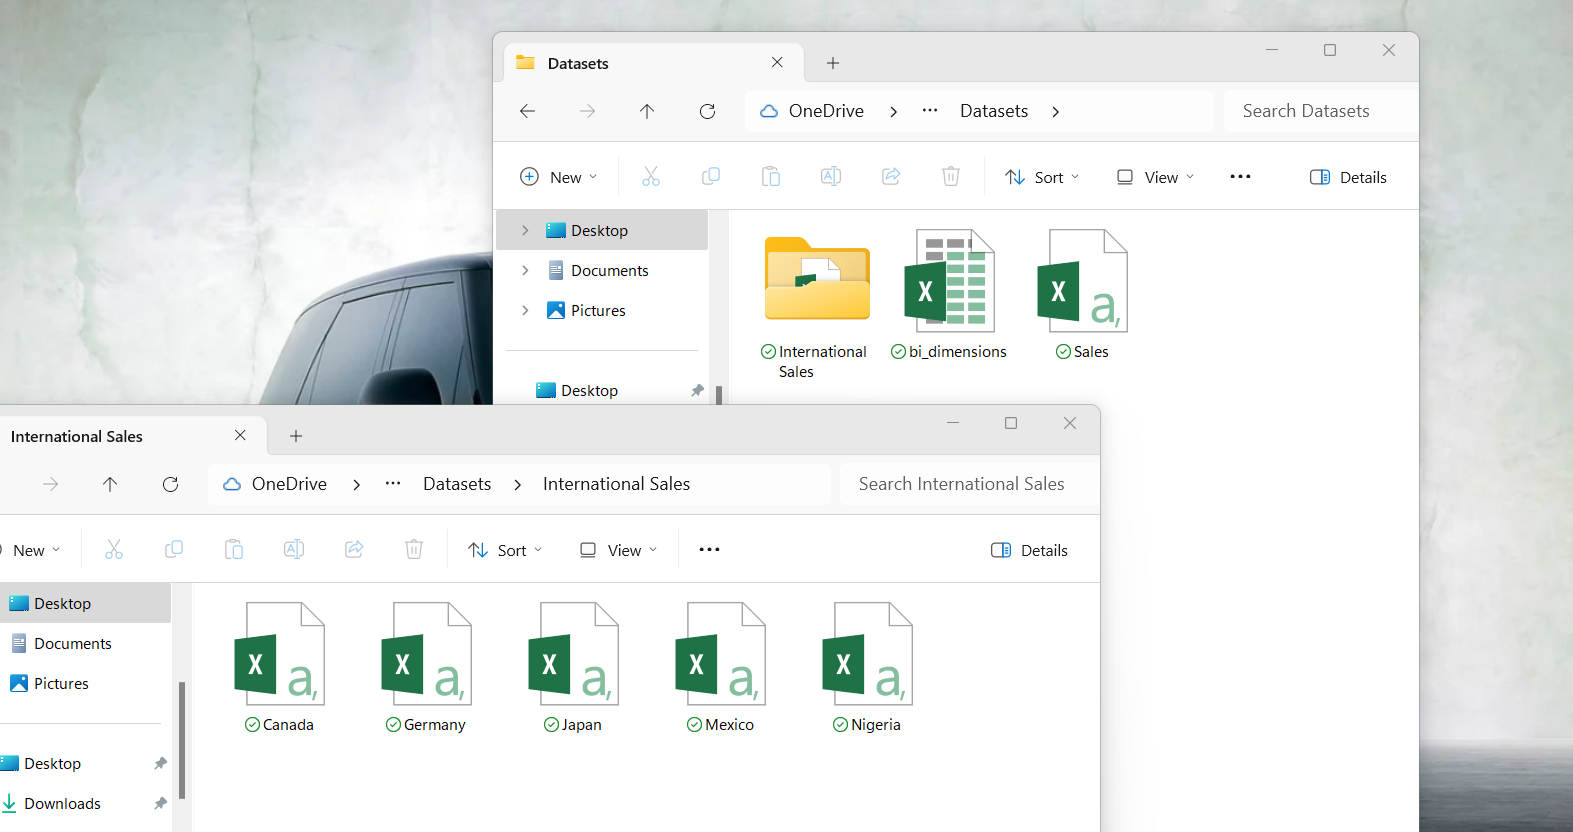 Datasets
OneDrive > ··· Datasets >
Search Datasets
New
Sort
View
···
Details
Desktop
Documents
Pictures
Desktop
International
Sales
bi_dimensions
Sales
International Sales
OneDrive > ··· Datasets > International Sales
Search International Sales
New
Sort
View
···
Details
Desktop
Documents
Pictures
Desktop
Downloads
X a,
Canada
X a,
Germany
X a,
Japan
X a,
Mexico
X a,
Nigeria